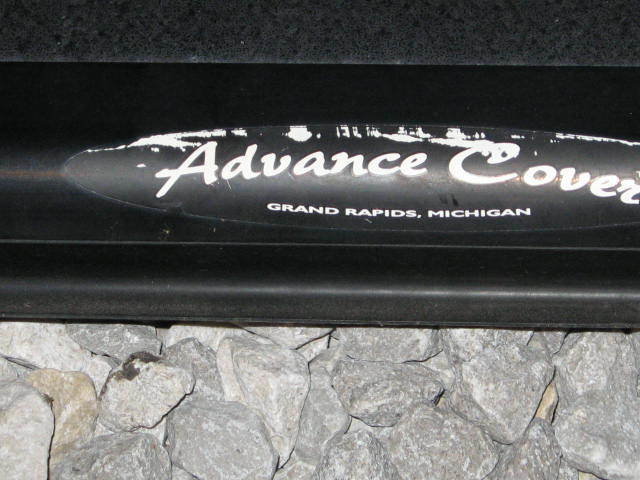 Advance Cover
GRAND RAPIDS, MICHIGAN